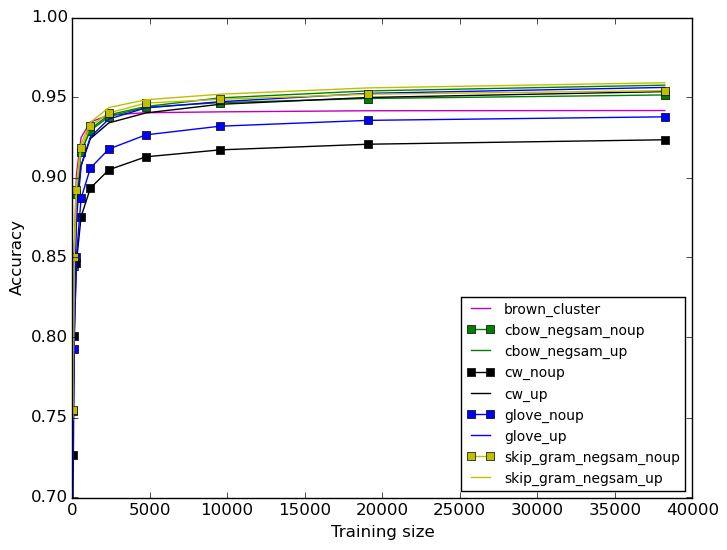 1.00
0.95
0.90
0.85
0.80
0.75
0.70
Accuracy
brown_cluster
cbow_negsam_noup
cbow_negsam_up
cw_noup
cw_up
glove_noup
glove_up
skip_gram_negsam_noup
skip_gram_negsam_up
0 5000 10000 15000 20000 25000 30000 35000 40000
Training size